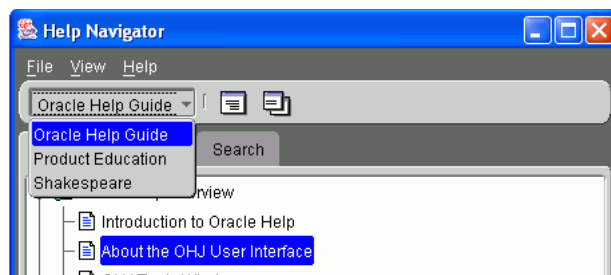 Help Navigator
File View Help
Oracle Help Guide
Oracle Help Guide
Product Education
Search
Shakespeare
Introduction to Oracle Help
About the OHJ User Interface